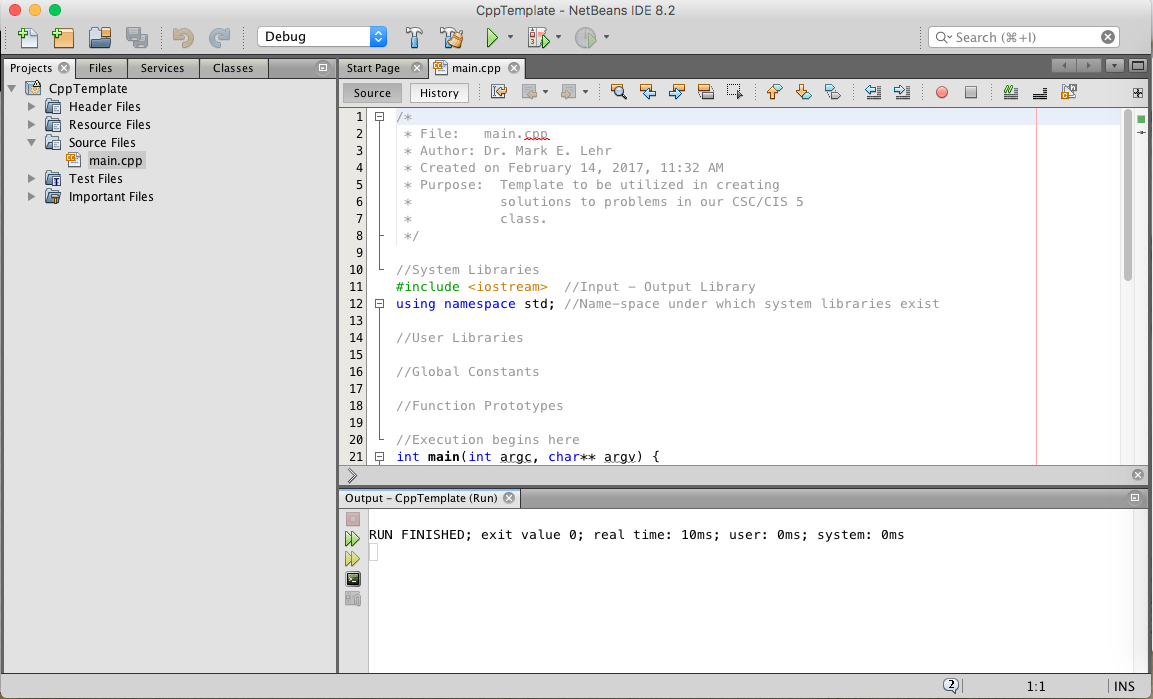 CppTemplate - NetBeans IDE 8.2
Debug
Search (⌘+I)
Projects Files Services Classes
Start Page main.cpp
CppTemplate
Header Files
Resource Files
Source Files
main.cpp
Test Files
Important Files
Source History
1 /*
2 * File: main.cpp
3 * Author: Dr. Mark E. Lehr
4 * Created on February 14, 2017, 11:32 AM
5 * Purpose: Template to be utilized in creating
6 * solutions to problems in our CSC/CIS 5
7 * class.
8 */
9
10 //System Libraries
11 #include <iostream> //Input - Output Library
12 using namespace std; //Name-space under which system libraries exist
13
14 //User Libraries
15
16 //Global Constants
17
18 //Function Prototypes
19
20 //Execution begins here
21 int main(int argc, char** argv) {
Output - CppTemplate (Run)
RUN FINISHED; exit value 0; real time: 10ms; user: 0ms; system: 0ms
2 1:1 INS